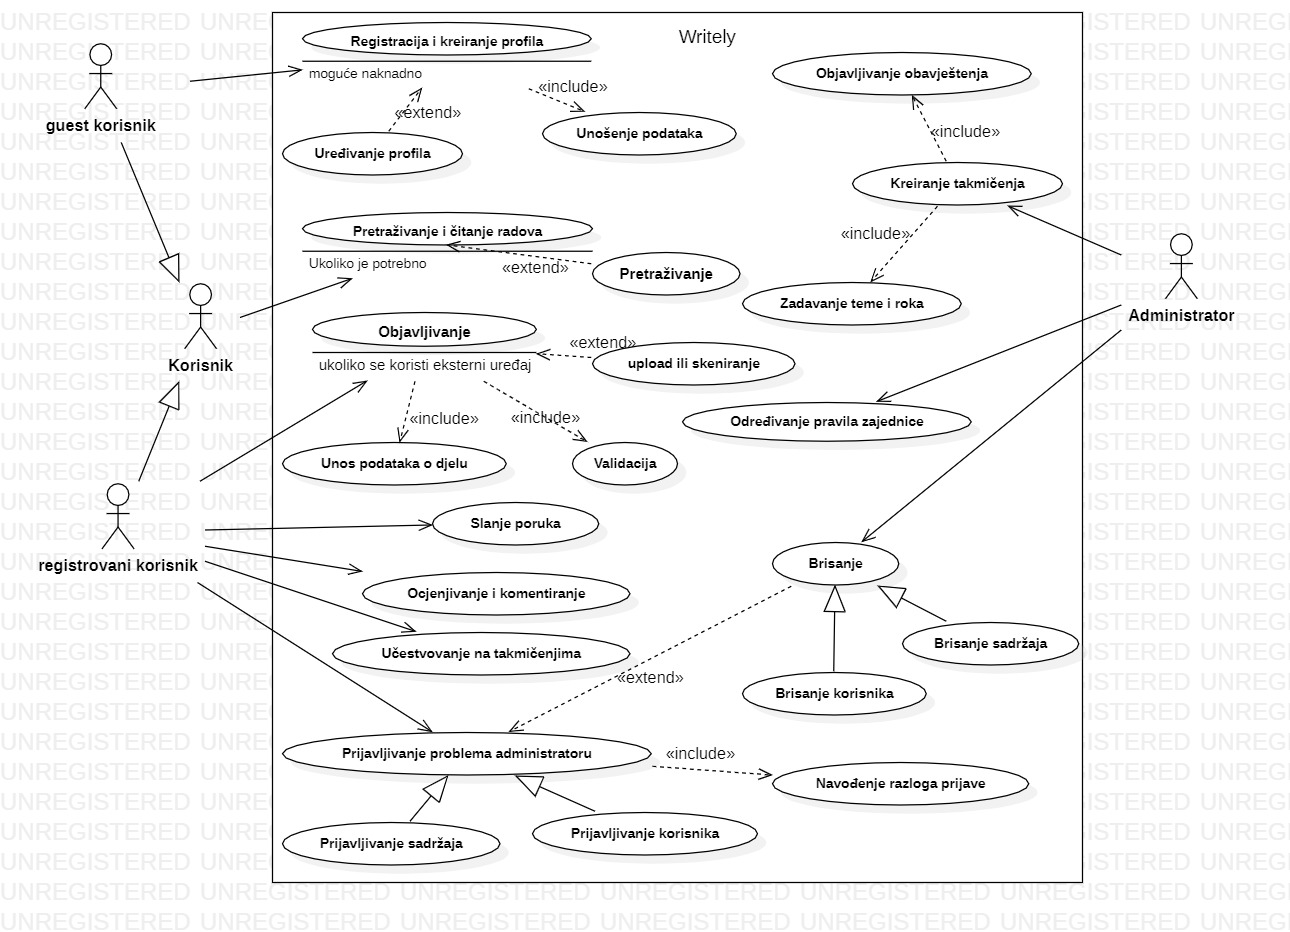 Writely
Registracija i kreiranje profila
moguće naknadno
«extend»
«include»
Uređivanje profila
Unošenje podataka
guest korisnik
Objavljivanje obavještenja
«include»
Kreiranje takmičenja
«include»
Zadavanje teme i roka
Administrator
Pretraživanje i čitanje radova
Ukoliko je potrebno
«extend»
Pretraživanje
Korisnik
Objavljivanje
ukoliko se koristi eksterni uređaj
«extend»
upload ili skeniranje
«include»
«include»
Unos podataka o djelu
Validacija
Određivanje pravila zajednice
registrovani korisnik
Slanje poruka
Ocjenjivanje i komentiranje
Učestvovanje na takmičenjima
Brisanje
Brisanje sadržaja
Brisanje korisnika
«extend»
Prijavljivanje problema administratoru
«include»
Navođenje razloga prijave
Prijavljivanje sadržaja
Prijavljivanje korisnika
UNREGISTERED